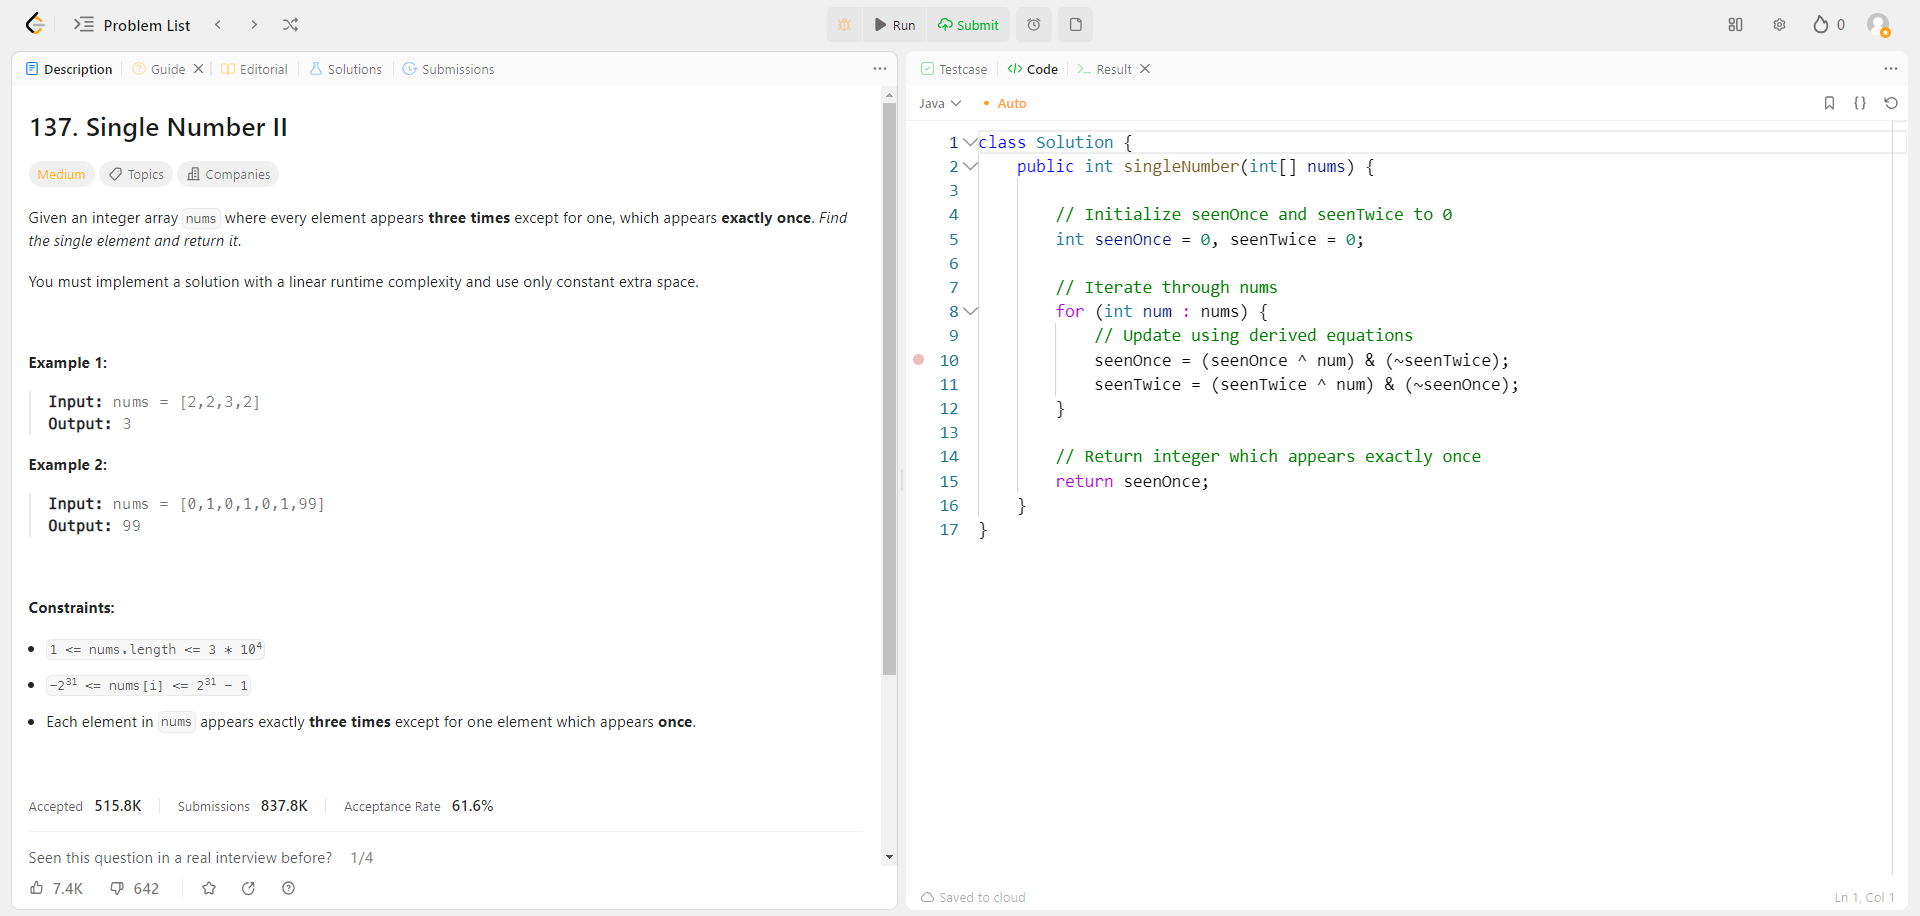 Problem List
Run
Submit
0
Description
Guide
Editorial
Solutions
Submissions
137. Single Number II
Medium
Topics
Companies
Given an integer array nums where every element appears three times except for one, which appears exactly once. Find
the single element and return it.
You must implement a solution with a linear runtime complexity and use only constant extra space.
Example 1:
Input: nums = [2,2,3,2]
Output: 3
Example 2:
Input: nums = [0,1,0,1,0,1,99]
Output: 99
Constraints:
1 <= nums.length <= 3 * 10⁴
-2³¹ <= nums[i] <= 2³¹ - 1
Each element in nums appears exactly three times except for one element which appears once.
Accepted 515.8K
Submissions 837.8K
Acceptance Rate 61.6%
Seen this question in a real interview before? 1/4
7.4K
642
Testcase
Code
Result
Java
Auto
1 class Solution {
2     public int singleNumber(int[] nums) {
3
4         // Initialize seenOnce and seenTwice to 0
5         int seenOnce = 0, seenTwice = 0;
6
7         // Iterate through nums
8         for (int num : nums) {
9             // Update using derived equations
10             seenOnce = (seenOnce ^ num) & (~seenTwice);
11             seenTwice = (seenTwice ^ num) & (~seenOnce);
12         }
13
14         // Return integer which appears exactly once
15         return seenOnce;
16     }
17 }
Saved to cloud
Ln 1, Col 1